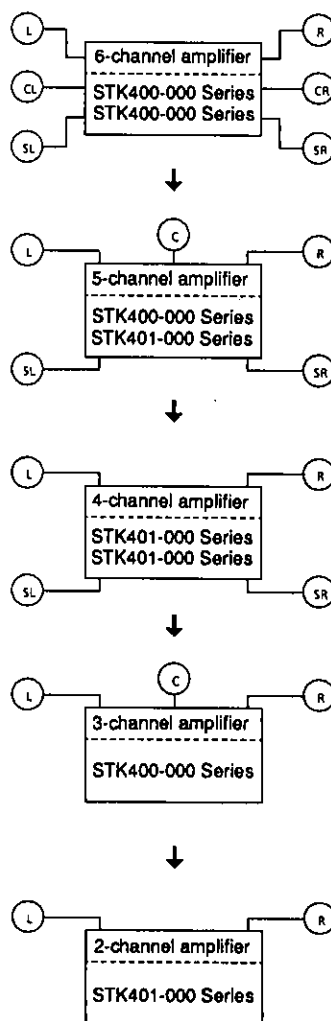 L R
6-channel amplifier
CL CR
STK400-000 Series
STK400-000 Series
SL SR
C
L R
5-channel amplifier
STK400-000 Series
STK401-000 Series
SL SR
L R
4-channel amplifier
STK401-000 Series
STK401-000 Series
SL SR
C
L R
3-channel amplifier
STK400-000 Series
L R
2-channel amplifier
STK401-000 Series